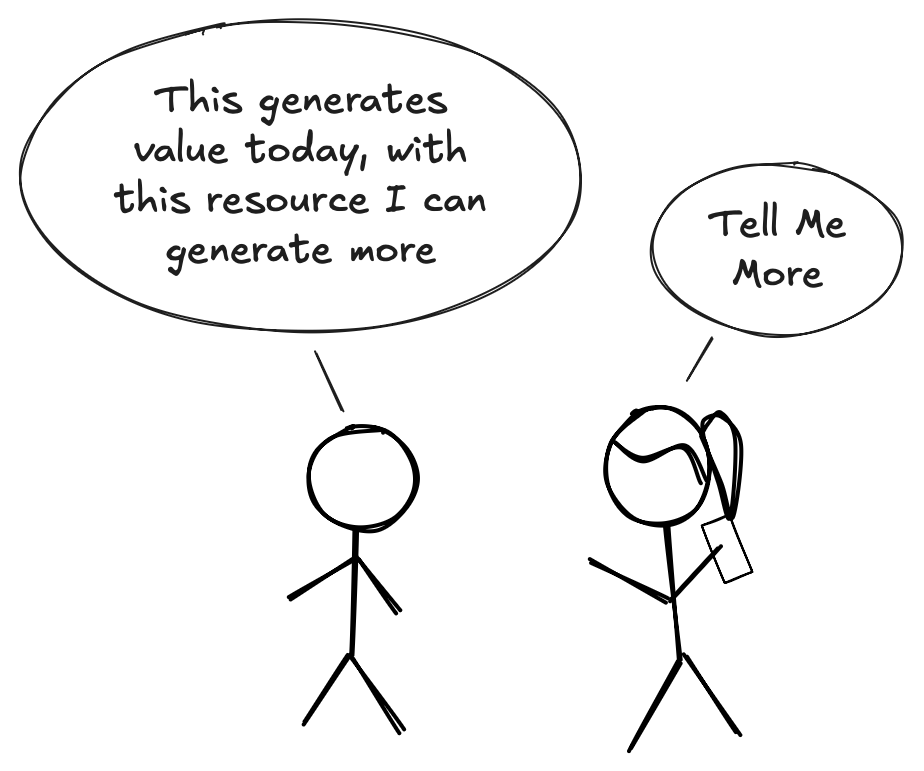 This generates
value today, with
this resource I can
generate more
Tell Me
More